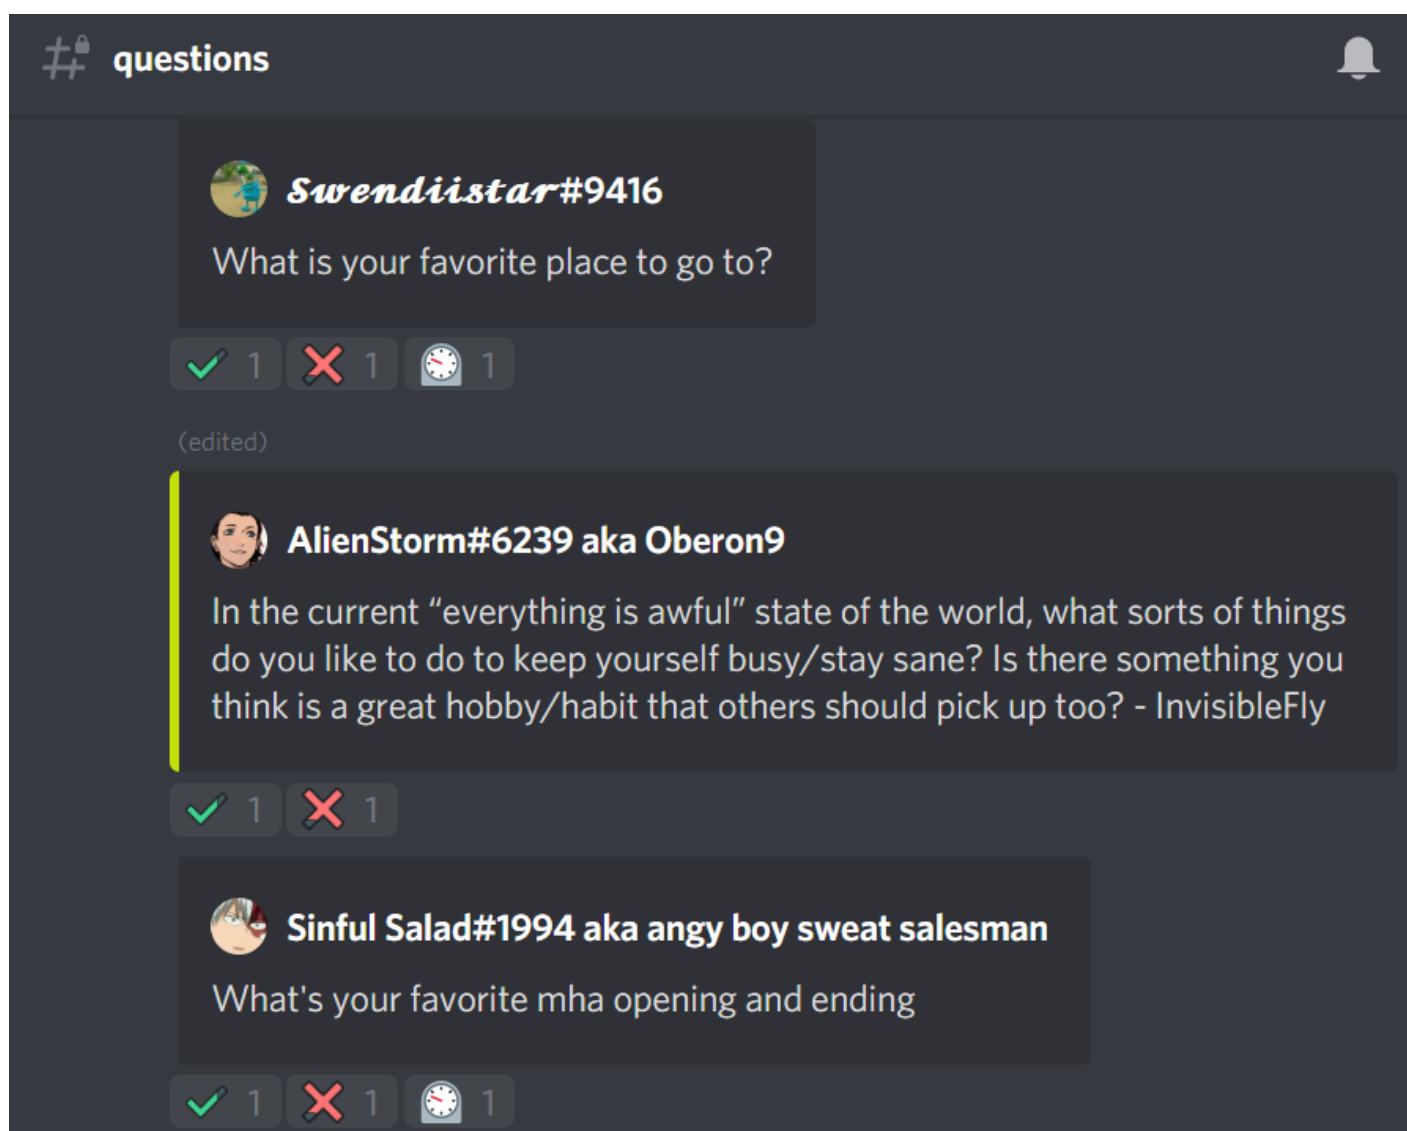 questions
𝓢𝔀𝓮𝓷𝓭𝓲𝓲𝓼𝓽𝓪𝓻#9416
What is your favorite place to go to?
1 1 1
(edited)
AlienStorm#6239 aka Oberon9
In the current “everything is awful” state of the world, what sorts of things
do you like to do to keep yourself busy/stay sane? Is there something you
think is a great hobby/habit that others should pick up too? - InvisibleFly
1 1
Sinful Salad#1994 aka angy boy sweat salesman
What's your favorite mha opening and ending
1 1 1